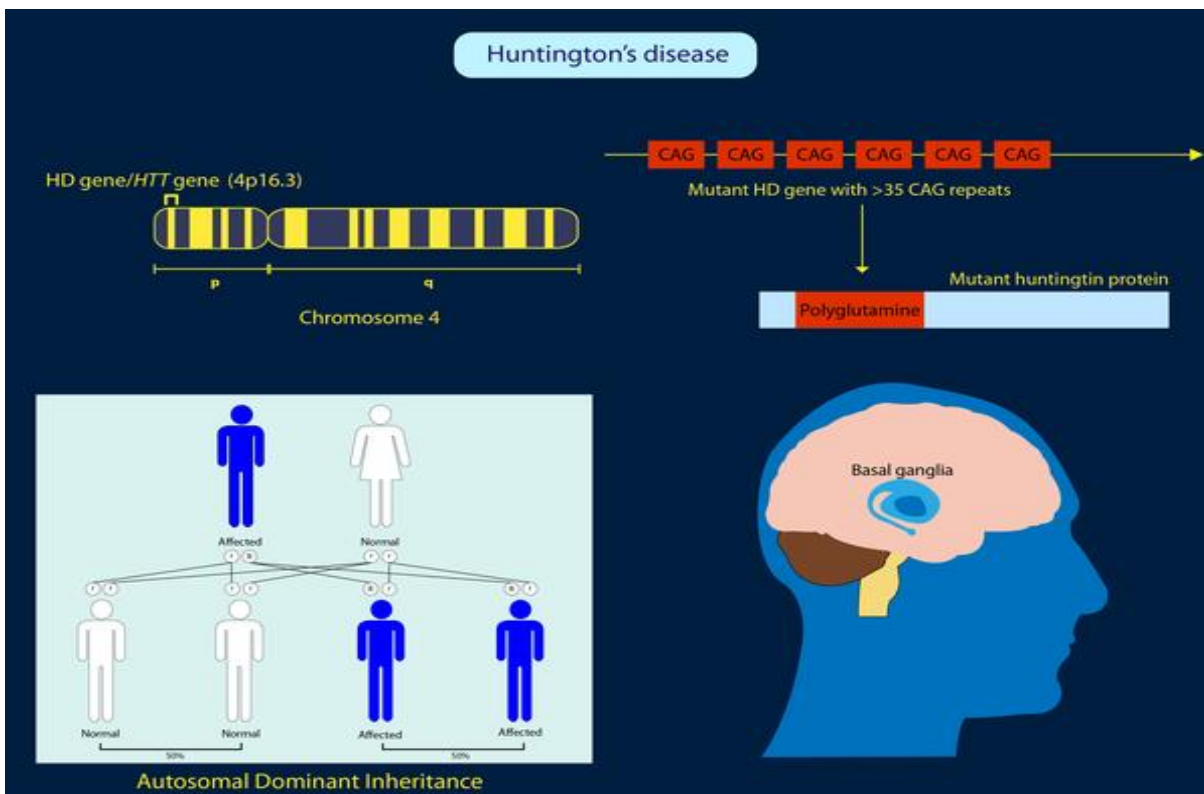 Huntington's disease
HD gene/HTT gene (4p16.3)
p
q
Chromosome 4
CAG CAG CAG CAG CAG CAG
Mutant HD gene with >35 CAG repeats
Mutant huntingtin protein
Polyglutamine
Affected Normal
r r r
r r r r r r
Normal Normal Affected Affected
50% 50%
Autosomal Dominant Inheritance
Basal ganglia